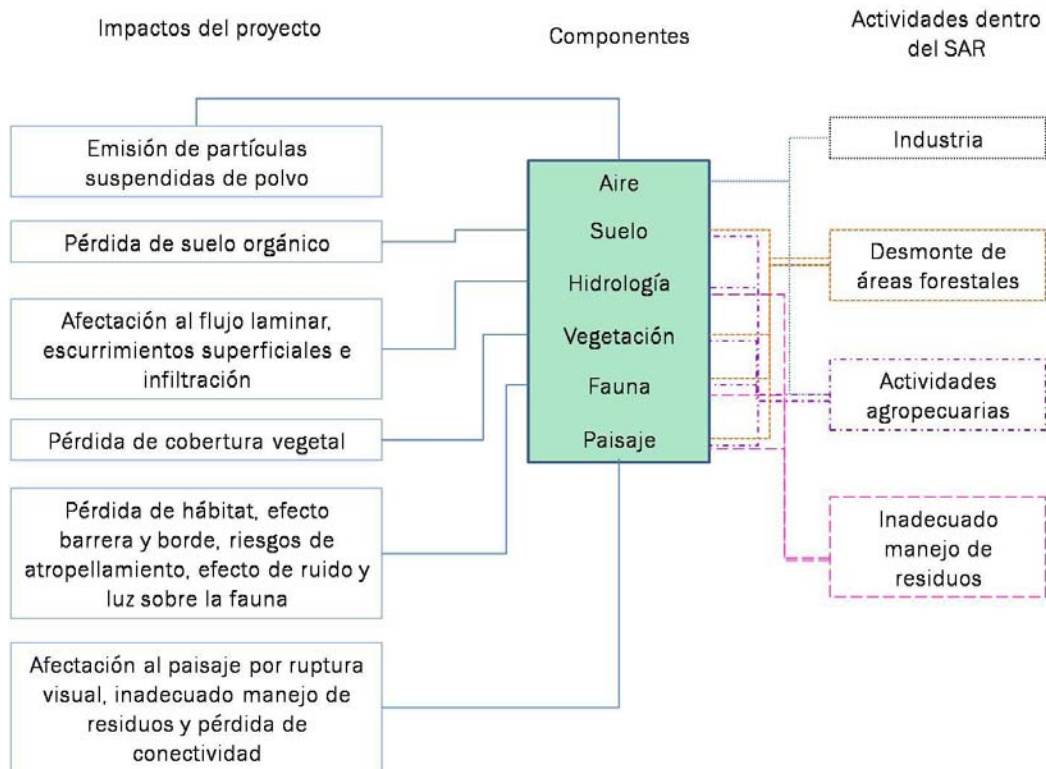 Impactos del proyecto
Componentes
Actividades dentro
del SAR
Emisión de partículas
suspendidas de polvo
Pérdida de suelo orgánico
Afectación al flujo laminar,
escurrimientos superficiales e
infiltración
Pérdida de cobertura vegetal
Pérdida de hábitat, efecto
barrera y borde, riesgos de
atropellamiento, efecto de ruido y
luz sobre la fauna
Afectación al paisaje por ruptura
visual, inadecuado manejo de
residuos y pérdida de
conectividad
Aire
Suelo
Hidrología
Vegetación
Fauna
Paisaje
Industria
Desmonte de
áreas forestales
Actividades
agropecuarias
Inadecuado
manejo de
residuos